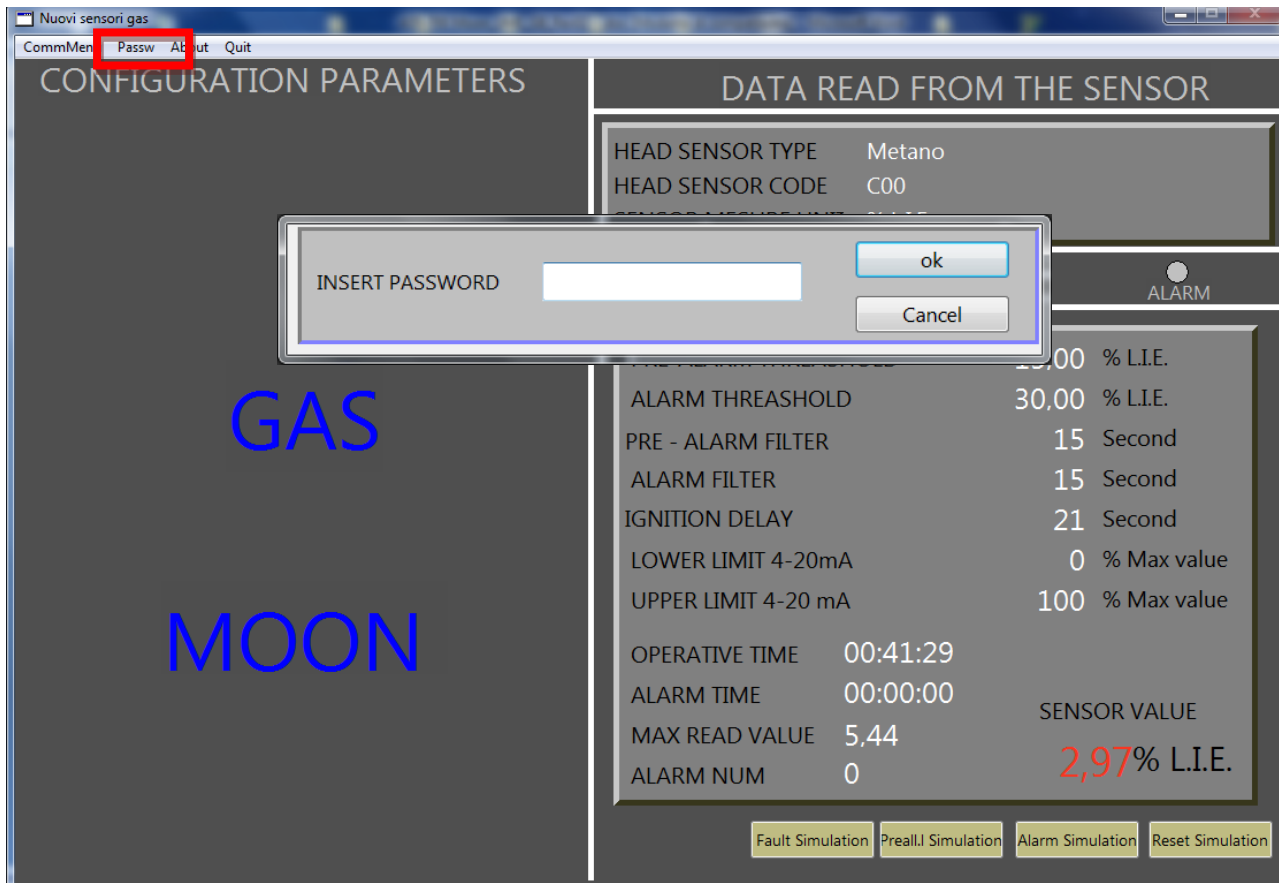 Nuovi sensori gas
Passw About Quit
CONFIGURATION PARAMETERS
GAS
MOON
DATA READ FROM THE SENSOR
HEAD SENSOR TYPE Metano
HEAD SENSOR CODE C00
INSERT PASSWORD
ok
Cancel
ALARM
% L.I.E.
ALARM THREASHOLD 30,00 % L.I.E.
PRE - ALARM FILTER 15 Second
ALARM FILTER 15 Second
IGNITION DELAY 21 Second
LOWER LIMIT 4-20mA 0 % Max value
UPPER LIMIT 4-20 mA 100 % Max value
OPERATIVE TIME 00:41:29
ALARM TIME 00:00:00
MAX READ VALUE 5,44
ALARM NUM 0
SENSOR VALUE
2,97% L.I.E.
Fault Simulation Preall.I Simulation Alarm Simulation Reset Simulation